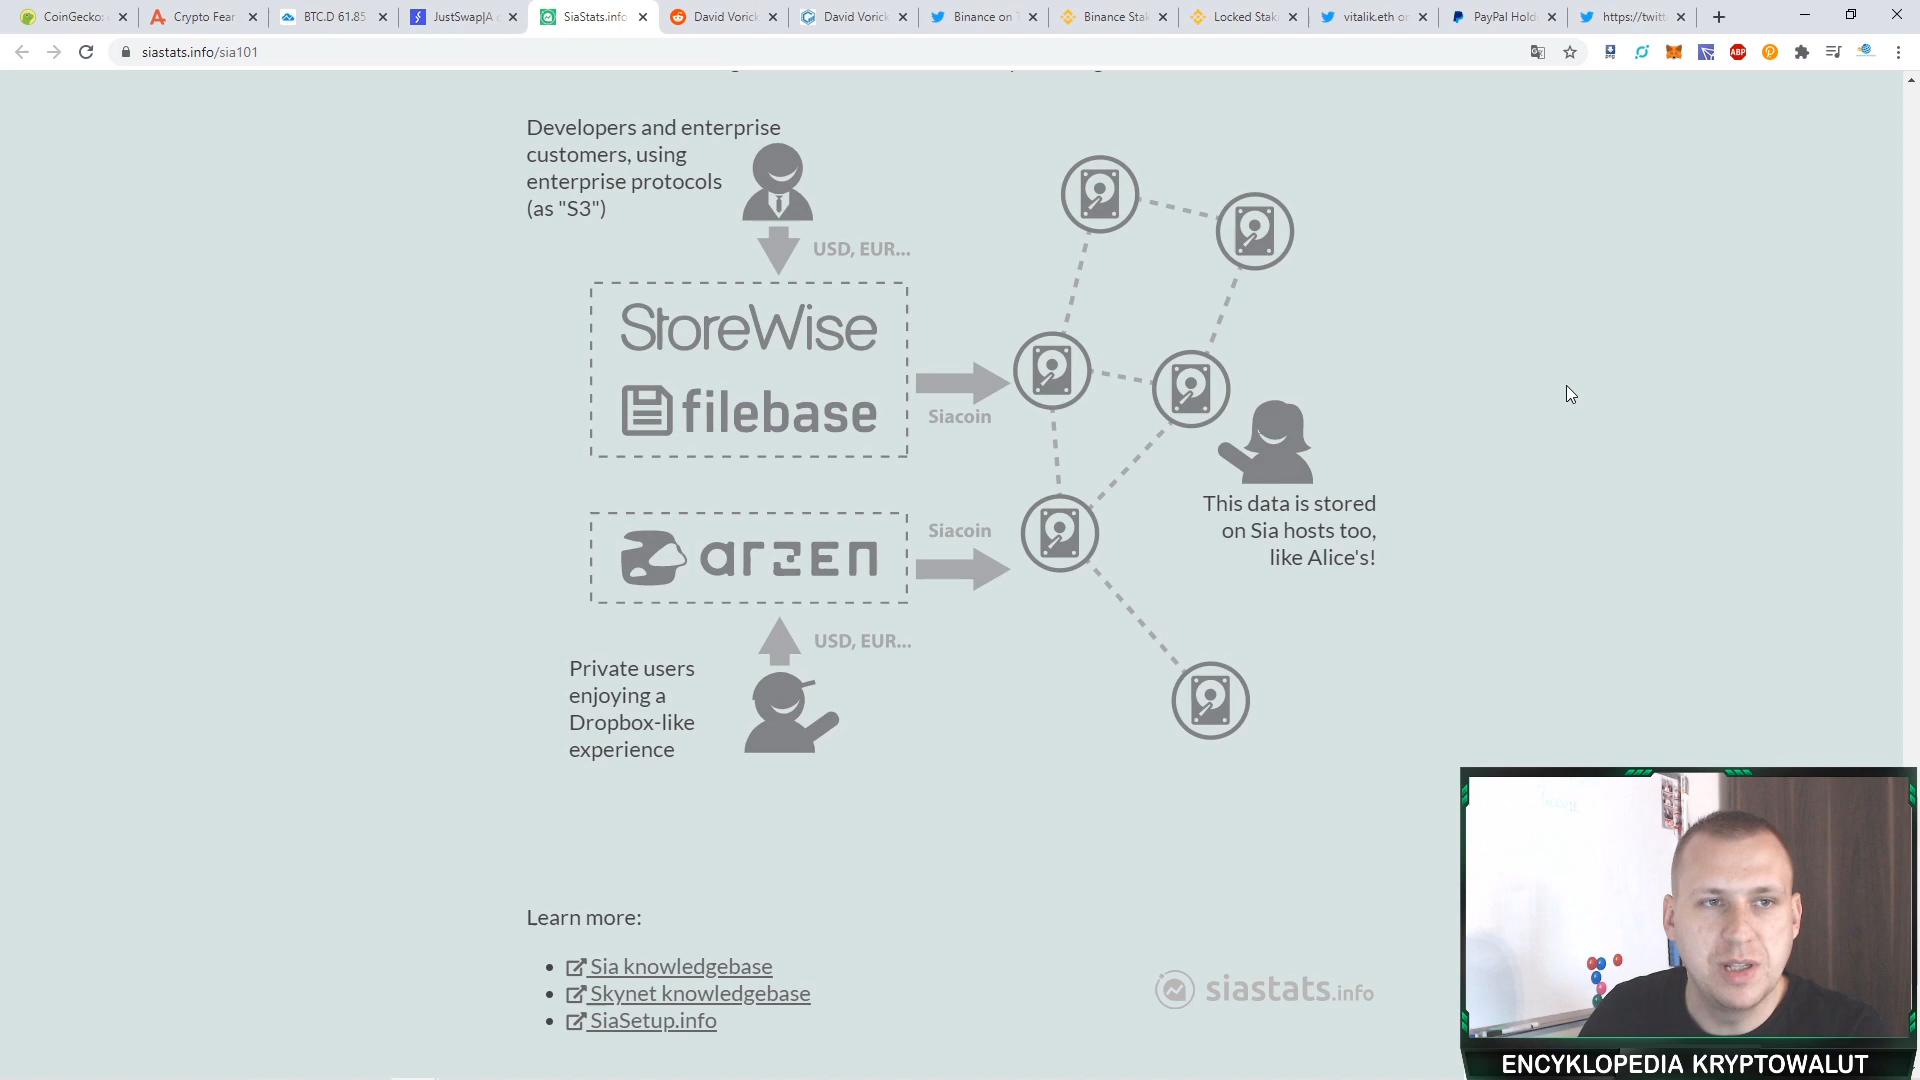 CoinGecko:
Crypto Fear
BTC.D 61.85
JustSwap|A
SiaStats.info
David Vorick
David Vorick
Binance on
Binance Stak
Locked Stak
vitalik.eth on
PayPal Hold
https://twitt
siastats.info/sia101
ABP
Developers and enterprise
customers, using
enterprise protocols
(as "S3")
USD, EUR...
StoreWise
filebase
Siacoin
arzen
Siacoin
This data is stored
on Sia hosts too,
like Alice's!
USD, EUR...
Private users
enjoying a
Dropbox-like
experience
Learn more:
Sia knowledgebase
Skynet knowledgebase
SiaSetup.info
siastats.info
ENCYKLOPEDIA KRYPTOWALUT